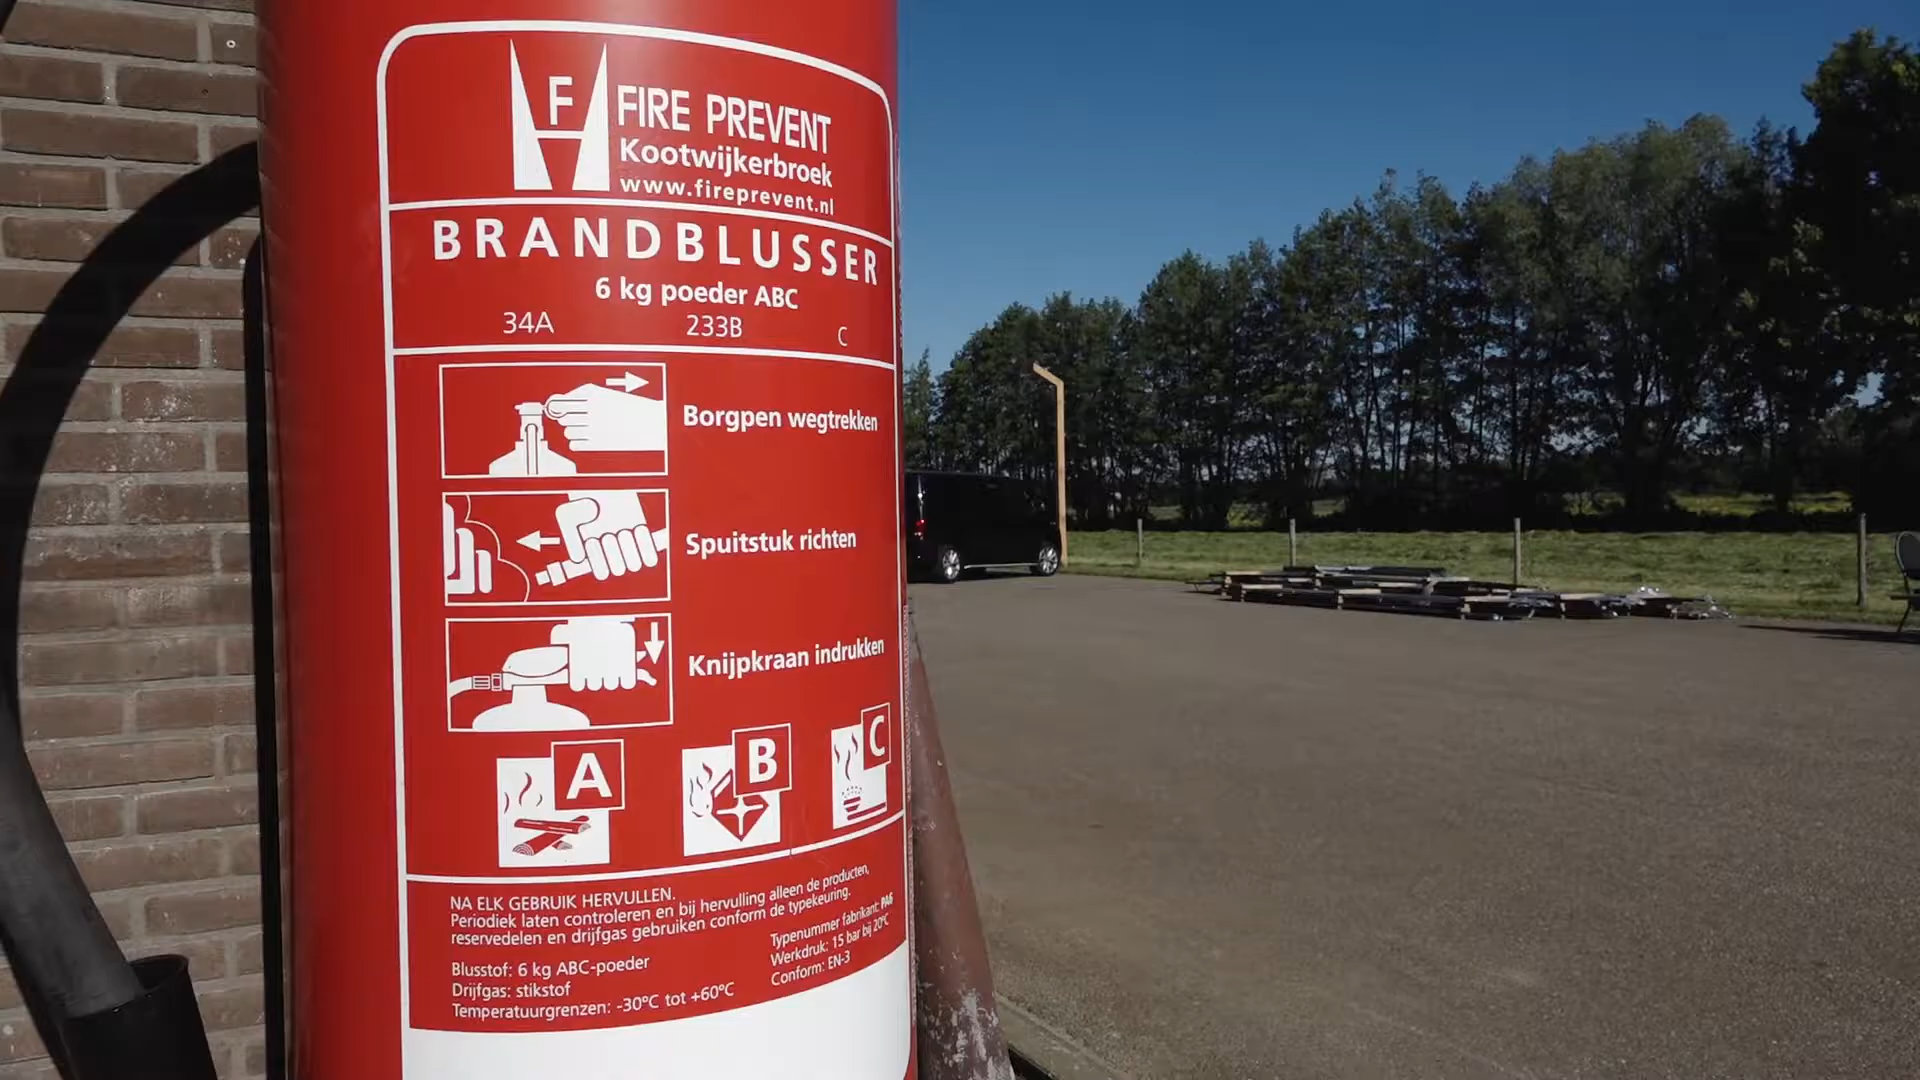 F
FIRE PREVENT
Kootwijkerbroek
www.fireprevent.nl
BRANDBLUSSER
6 kg poeder ABC
34A 233B C
Borgpen wegtrekken
Spuitstuk richten
Knijpkraan indrukken
A B C
NA ELK GEBRUIK HERVULLEN.
Periodiek laten controleren en bij hervulling alleen de producten,
reservedelen en drijfgas gebruiken conform de typekeuring.
Blusstof: 6 kg ABC-poeder
Drijfgas: stikstof
Temperatuurgrenzen: -30°C tot +60°C
Typenummer fabrikant: PA6
Werkdruk: 15 bar bij 20°C
Conform: EN-3